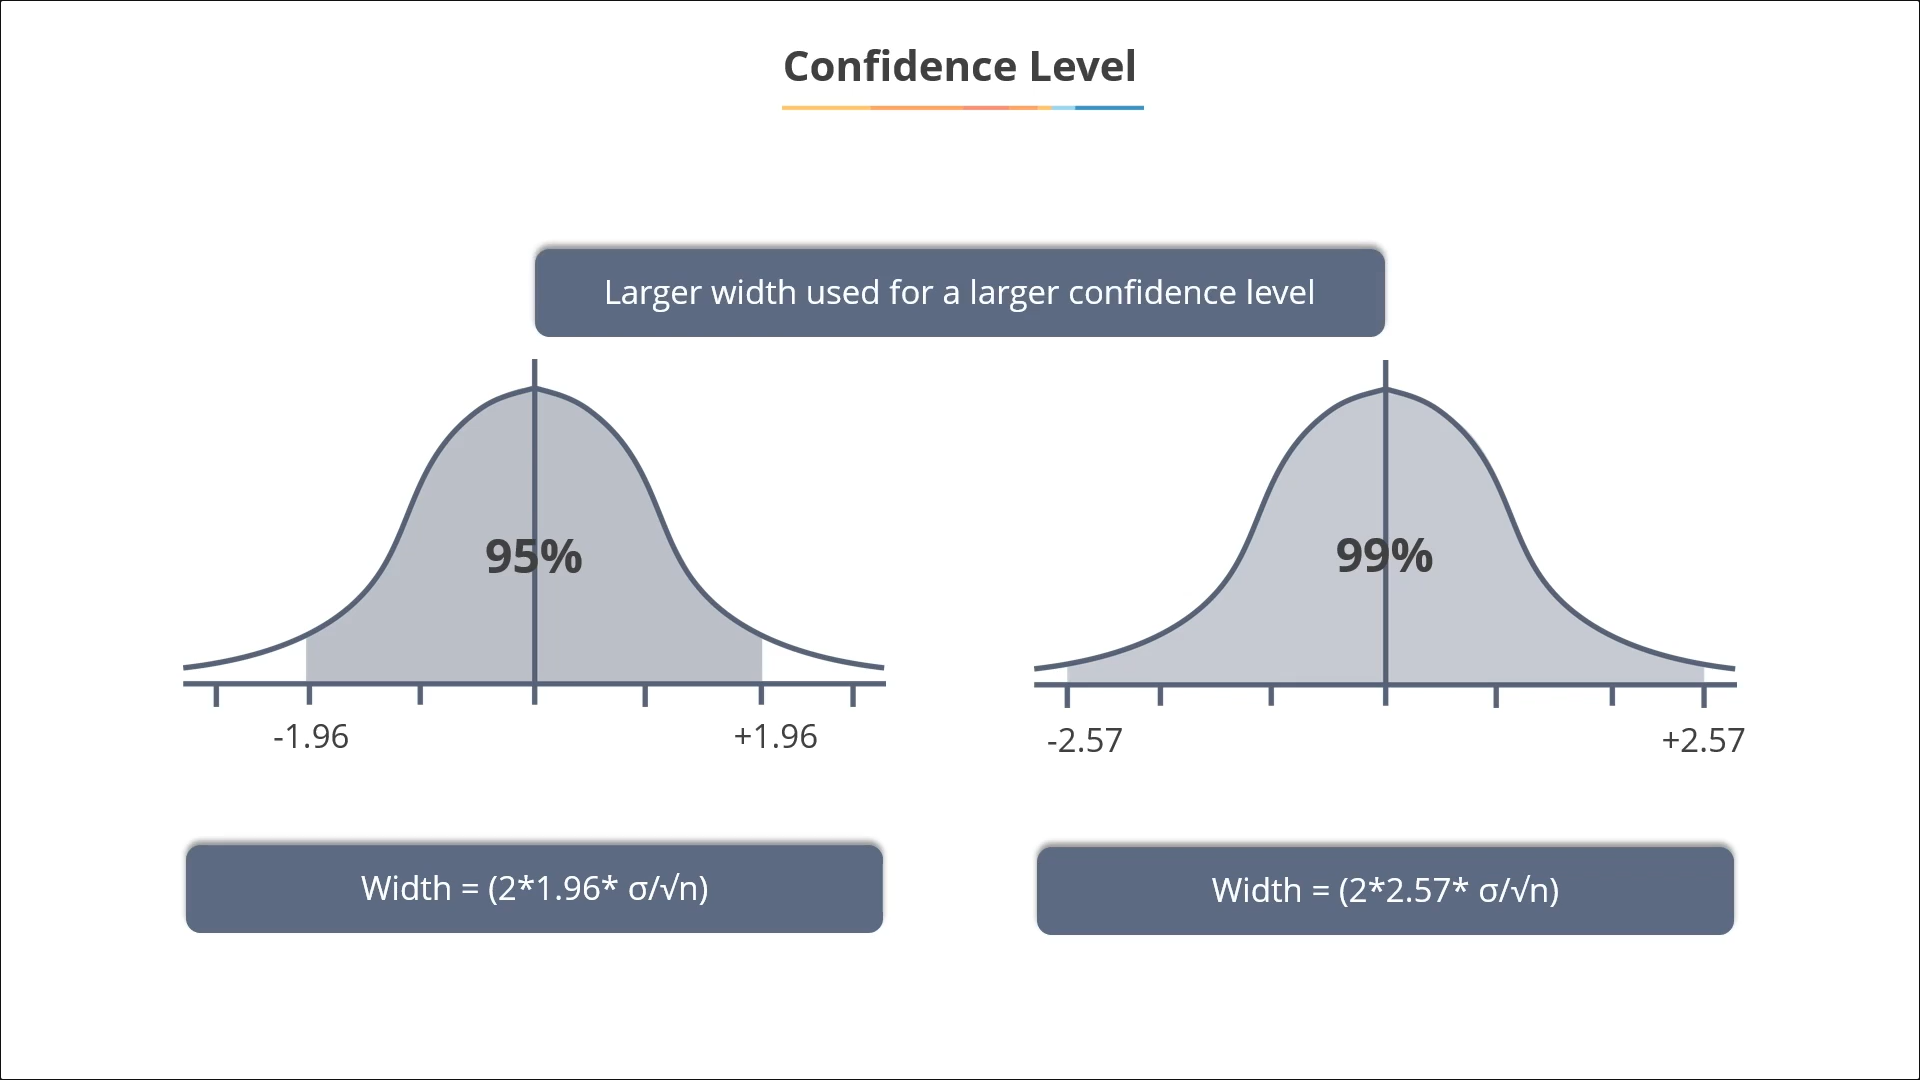 Confidence Level
Larger width used for a larger confidence level
95%
99%
-1.96
+1.96
-2.57
+2.57
Width = (2*1.96* σ/√n)
Width = (2*2.57* σ/√n)